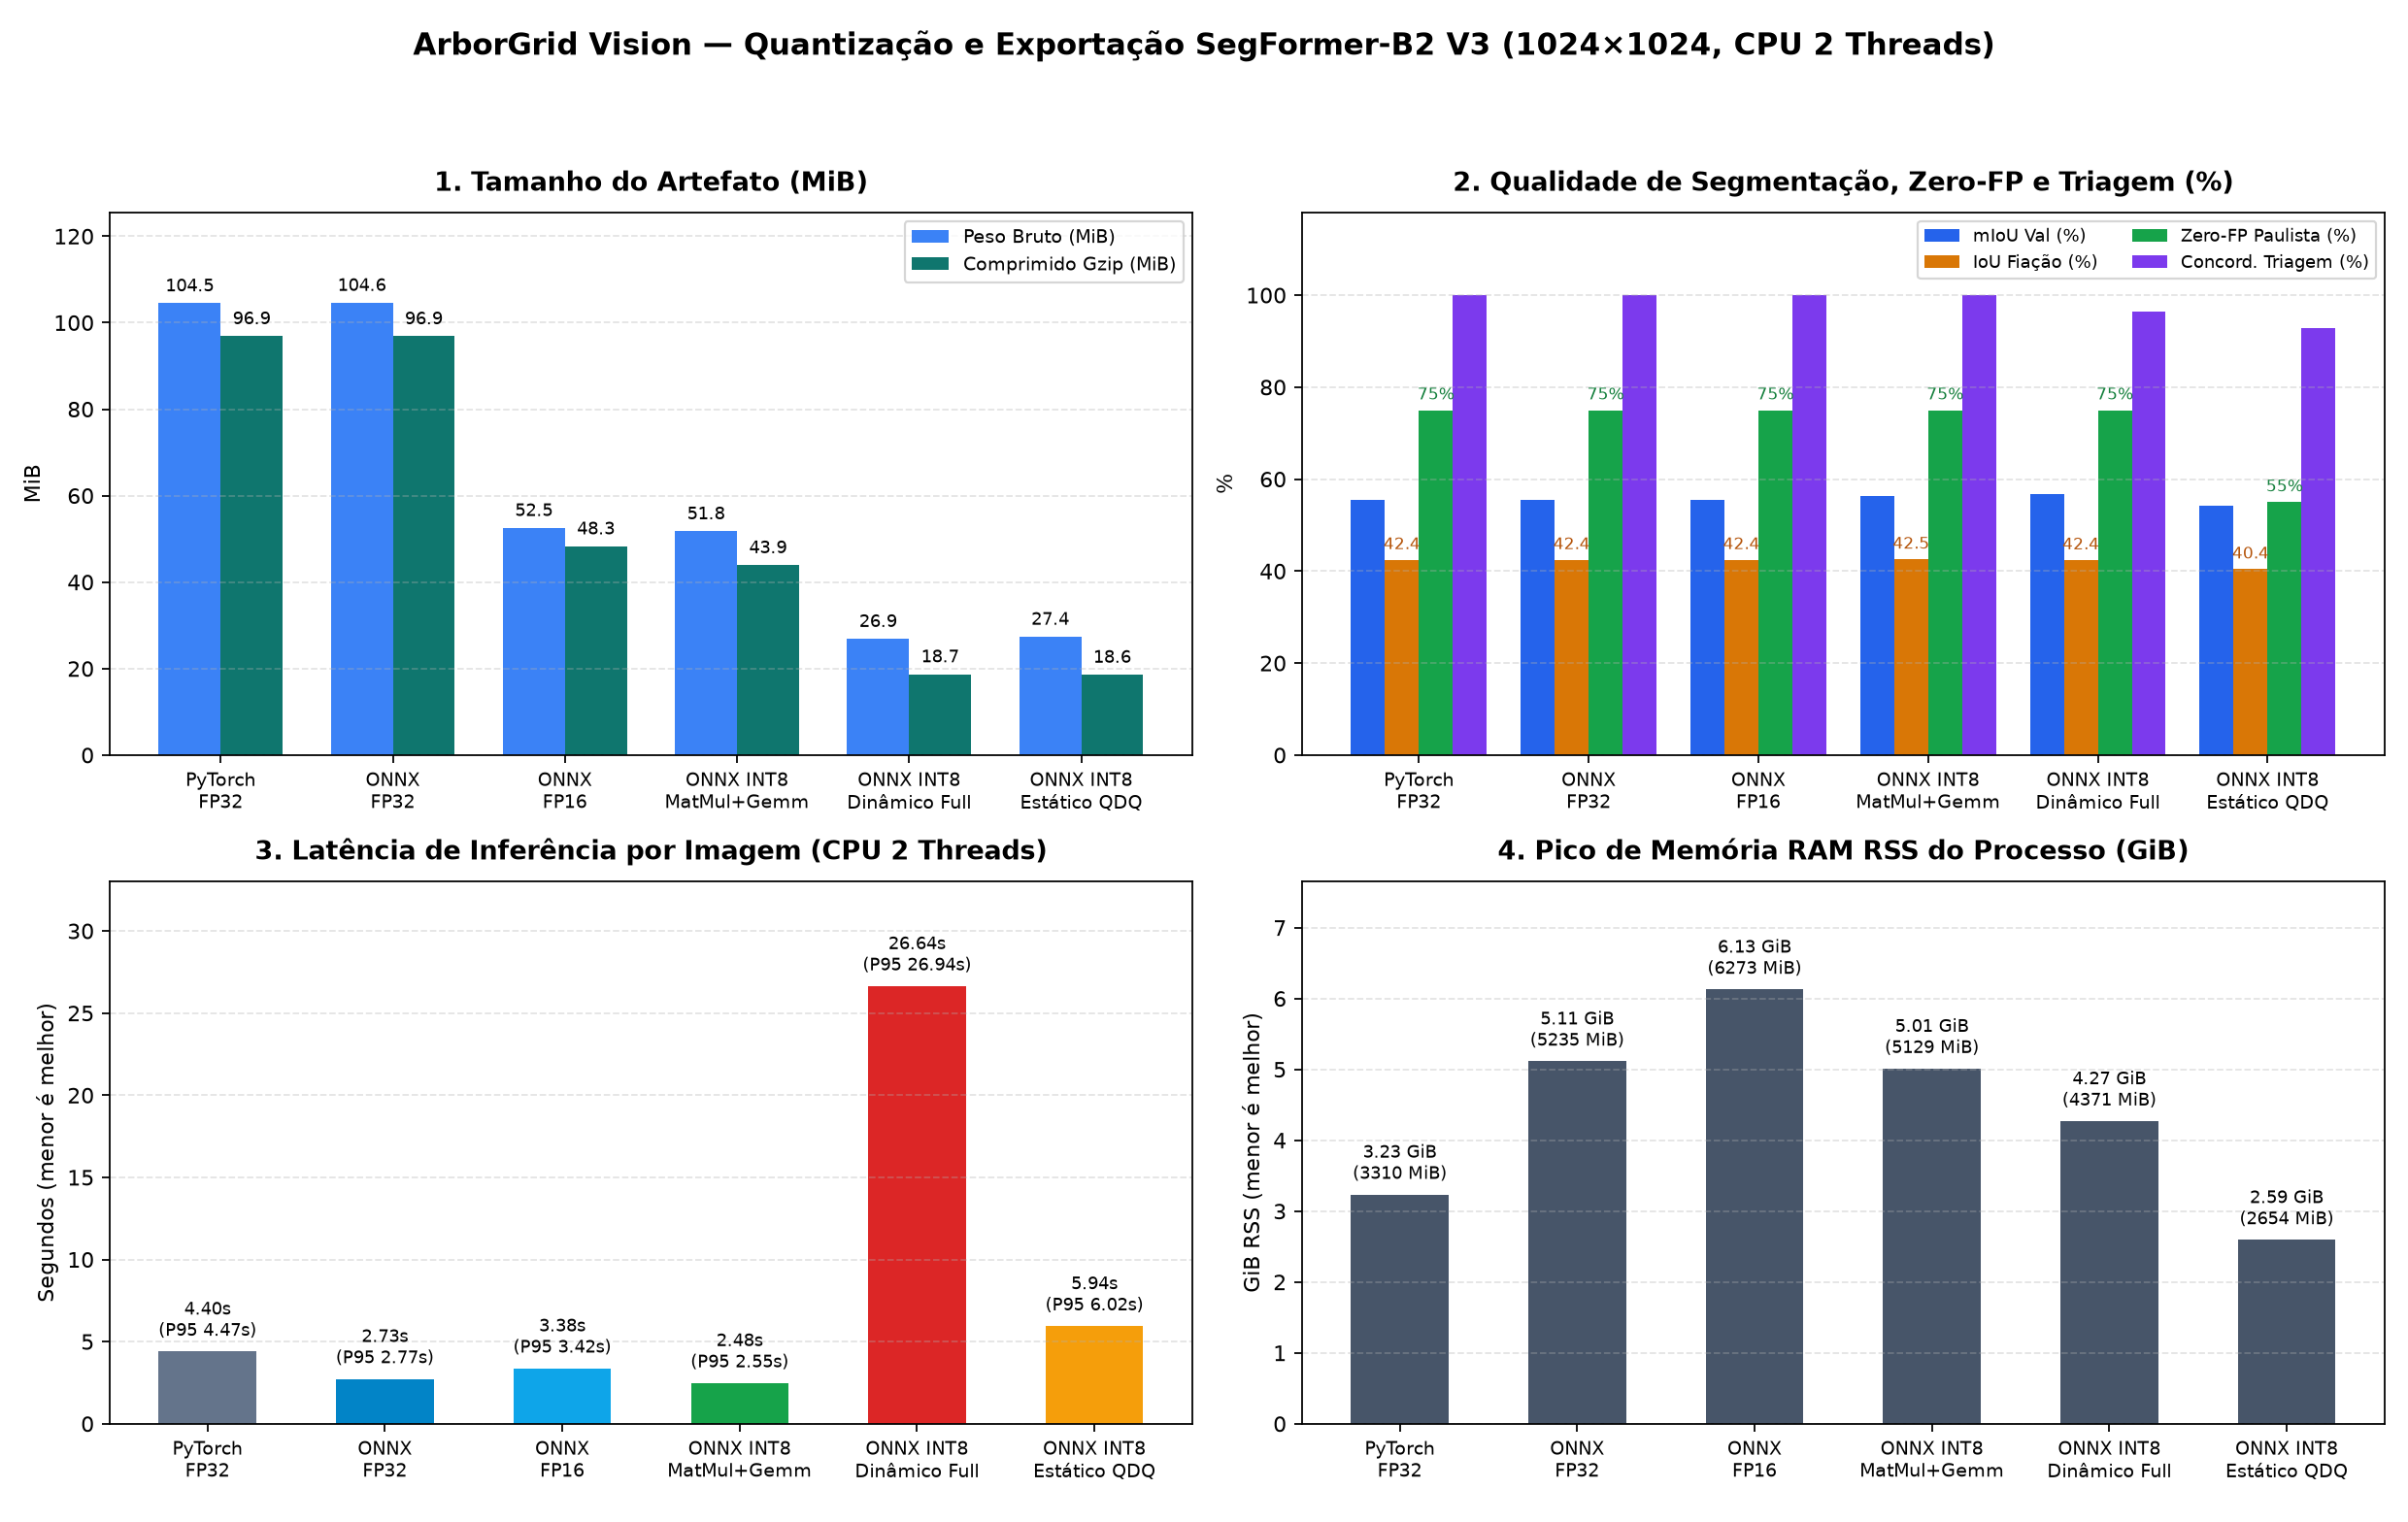 ArborGrid Vision — Quantização e Exportação SegFormer-B2 V3 (1024×1024, CPU 2 Threads)
1. Tamanho do Artefato (MiB)
Peso Bruto (MiB)
Comprimido Gzip (MiB)
MiB
120
100
80
60
40
20
0
104.5
96.9
104.6
96.9
52.5
48.3
51.8
43.9
26.9
18.7
27.4
18.6
PyTorch
FP32
ONNX
FP32
ONNX
FP16
ONNX INT8
MatMul+Gemm
ONNX INT8
Dinâmico Full
ONNX INT8
Estático QDQ
2. Qualidade de Segmentação, Zero-FP e Triagem (%)
mIoU Val (%)
IoU Fiação (%)
Zero-FP Paulista (%)
Concord. Triagem (%)
%
100
80
60
40
20
0
42.4
75%
42.4
75%
42.4
75%
42.5
75%
42.4
75%
40.4
55%
PyTorch
FP32
ONNX
FP32
ONNX
FP16
ONNX INT8
MatMul+Gemm
ONNX INT8
Dinâmico Full
ONNX INT8
Estático QDQ
3. Latência de Inferência por Imagem (CPU 2 Threads)
Segundos (menor é melhor)
30
25
20
15
10
5
0
4.40s
(P95 4.47s)
2.73s
(P95 2.77s)
3.38s
(P95 3.42s)
2.48s
(P95 2.55s)
26.64s
(P95 26.94s)
5.94s
(P95 6.02s)
PyTorch
FP32
ONNX
FP32
ONNX
FP16
ONNX INT8
MatMul+Gemm
ONNX INT8
Dinâmico Full
ONNX INT8
Estático QDQ
4. Pico de Memória RAM RSS do Processo (GiB)
GiB RSS (menor é melhor)
7
6
5
4
3
2
1
0
3.23 GiB
(3310 MiB)
5.11 GiB
(5235 MiB)
6.13 GiB
(6273 MiB)
5.01 GiB
(5129 MiB)
4.27 GiB
(4371 MiB)
2.59 GiB
(2654 MiB)
PyTorch
FP32
ONNX
FP32
ONNX
FP16
ONNX INT8
MatMul+Gemm
ONNX INT8
Dinâmico Full
ONNX INT8
Estático QDQ